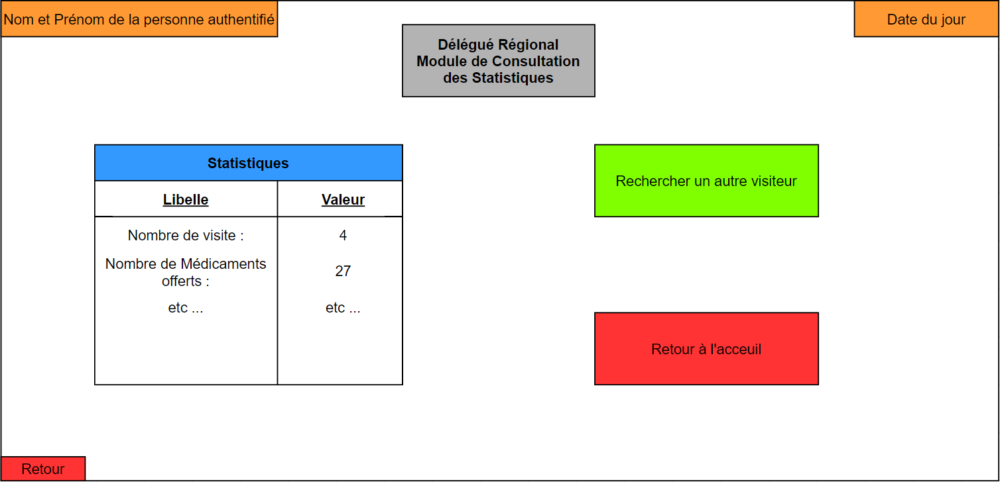 Nom et Prénom de la personne authentifié
Date du jour
Délégué Régional
Module de Consultation
des Statistiques
Statistiques
Libelle
Valeur
Nombre de visite :
4
Nombre de Médicaments
offerts :
27
etc ...
etc ...
Rechercher un autre visiteur
Retour à l'acceuil
Retour